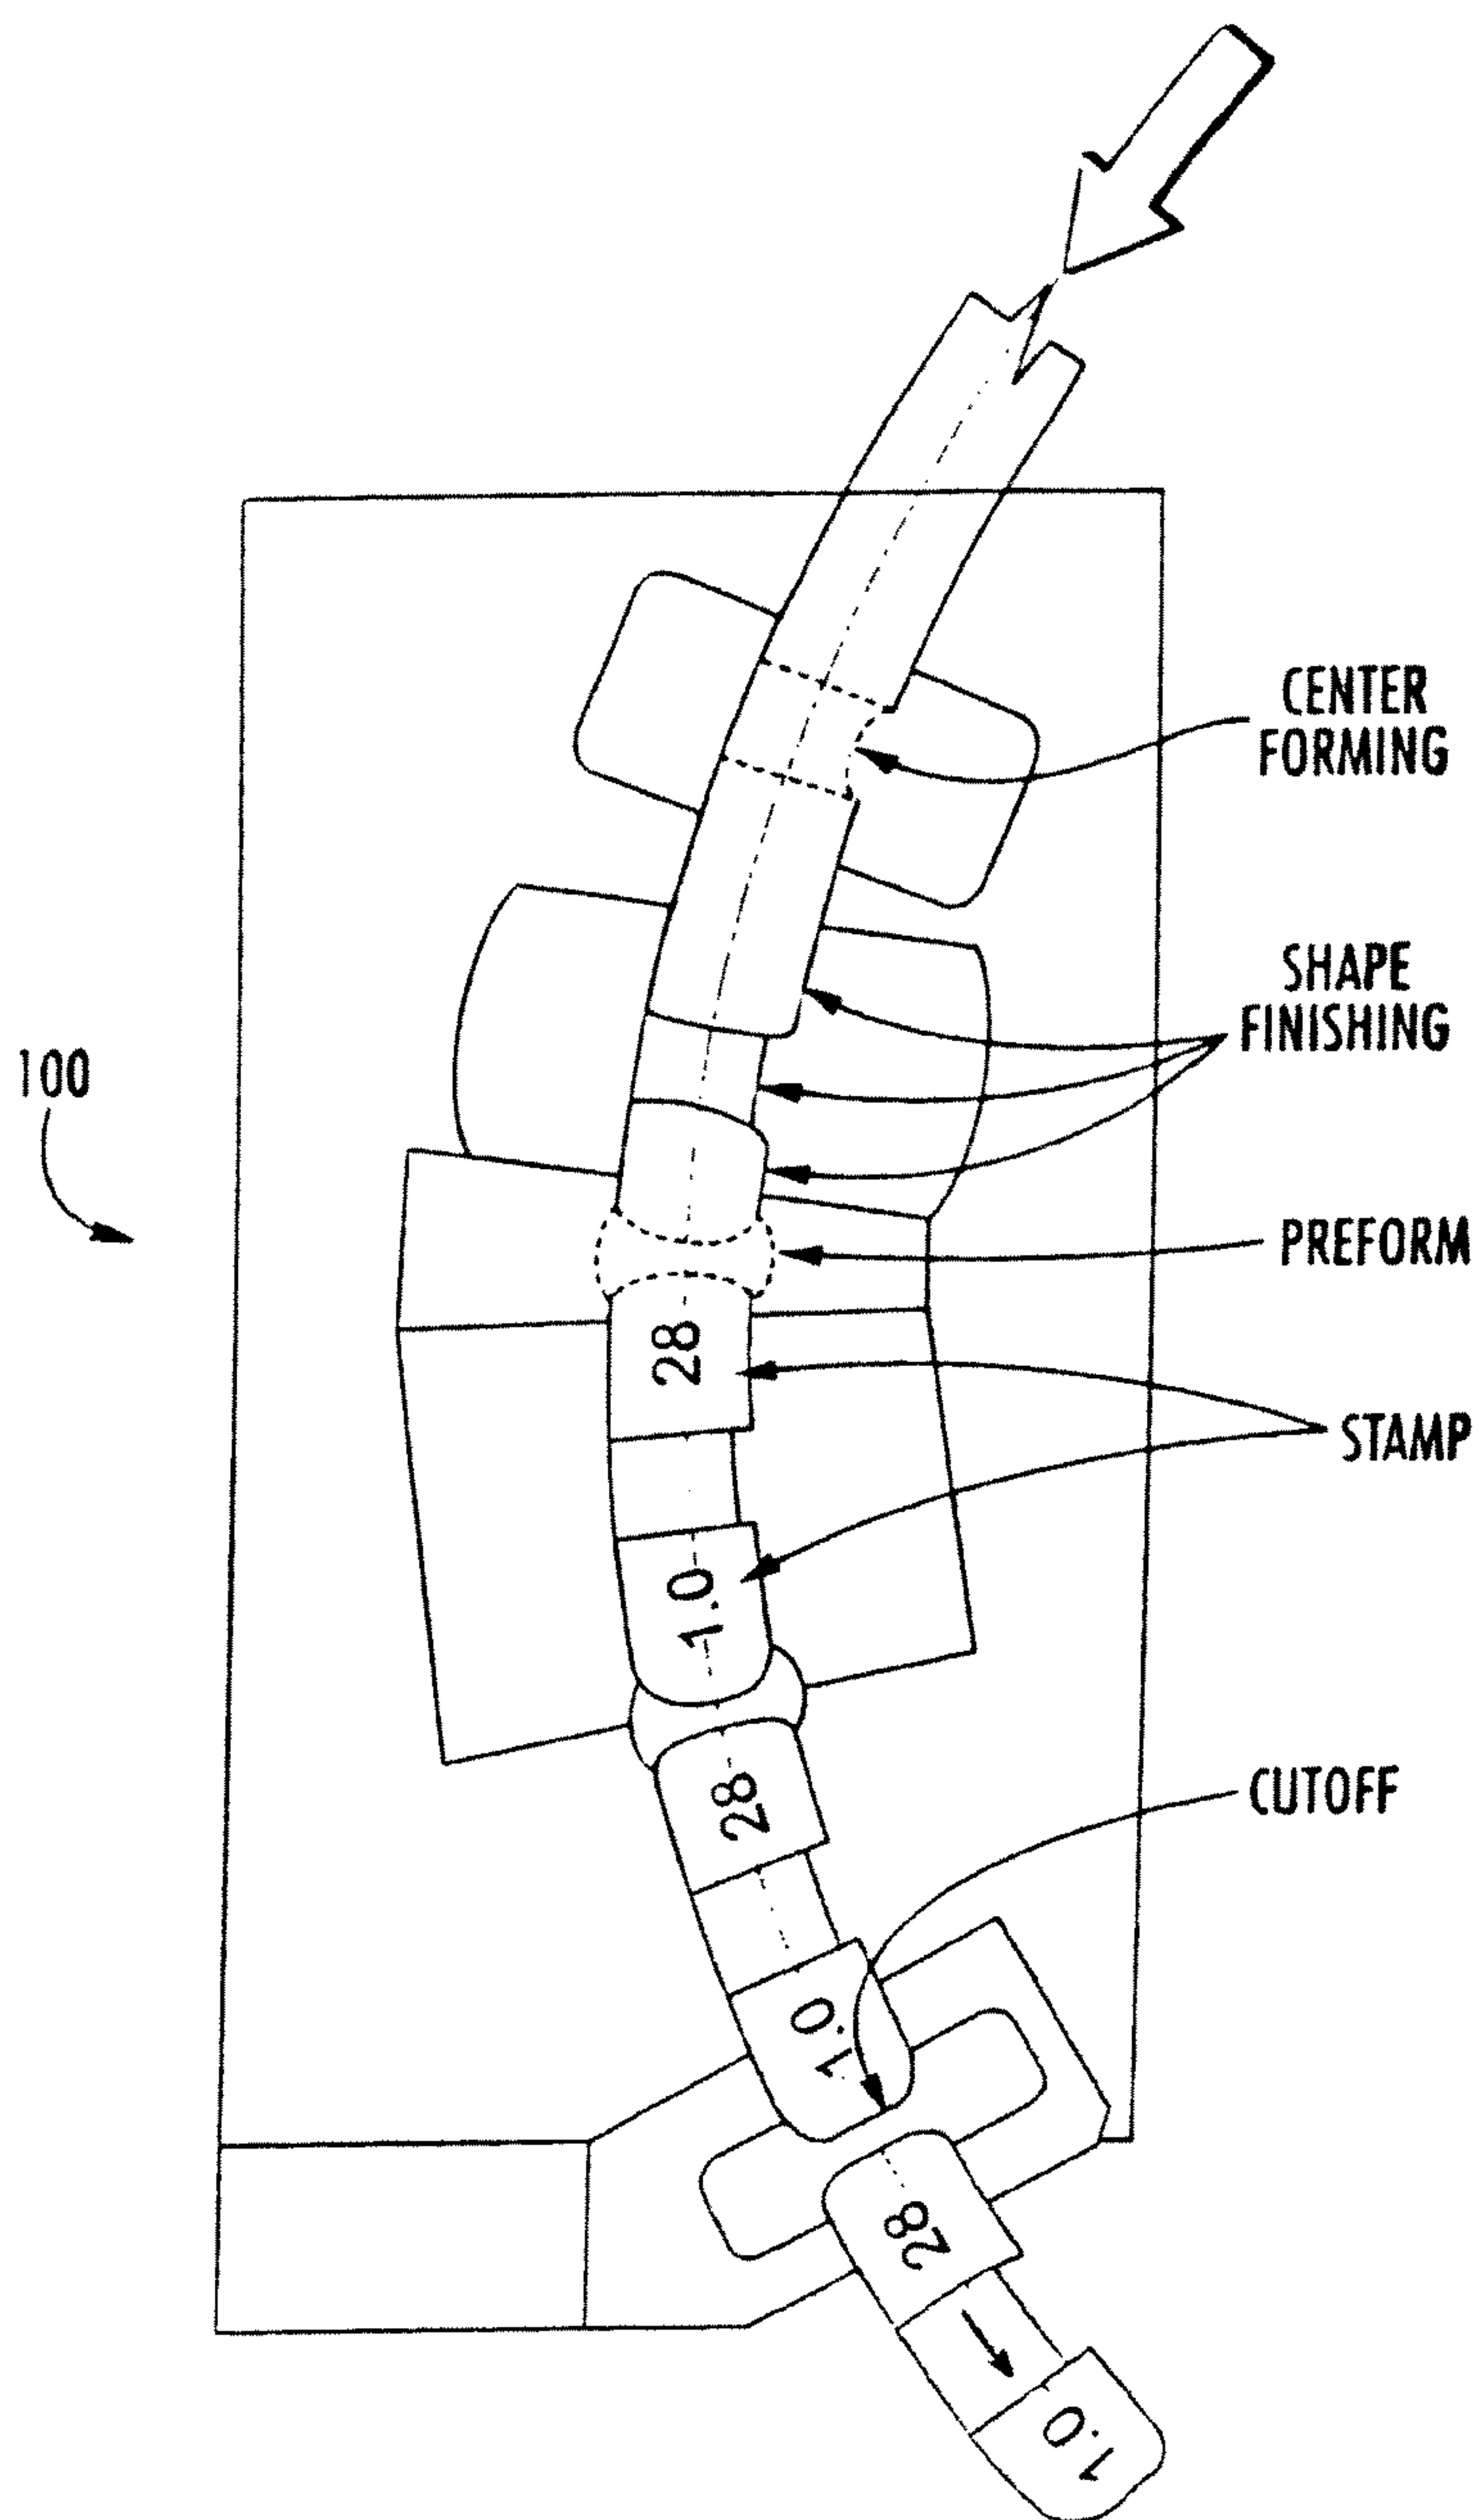 CENTER
FORMING
SHAPE
FINISHING
100
PREFORM
28
STAMP
1.0
28
CUTOFF
1.0
28
1.0